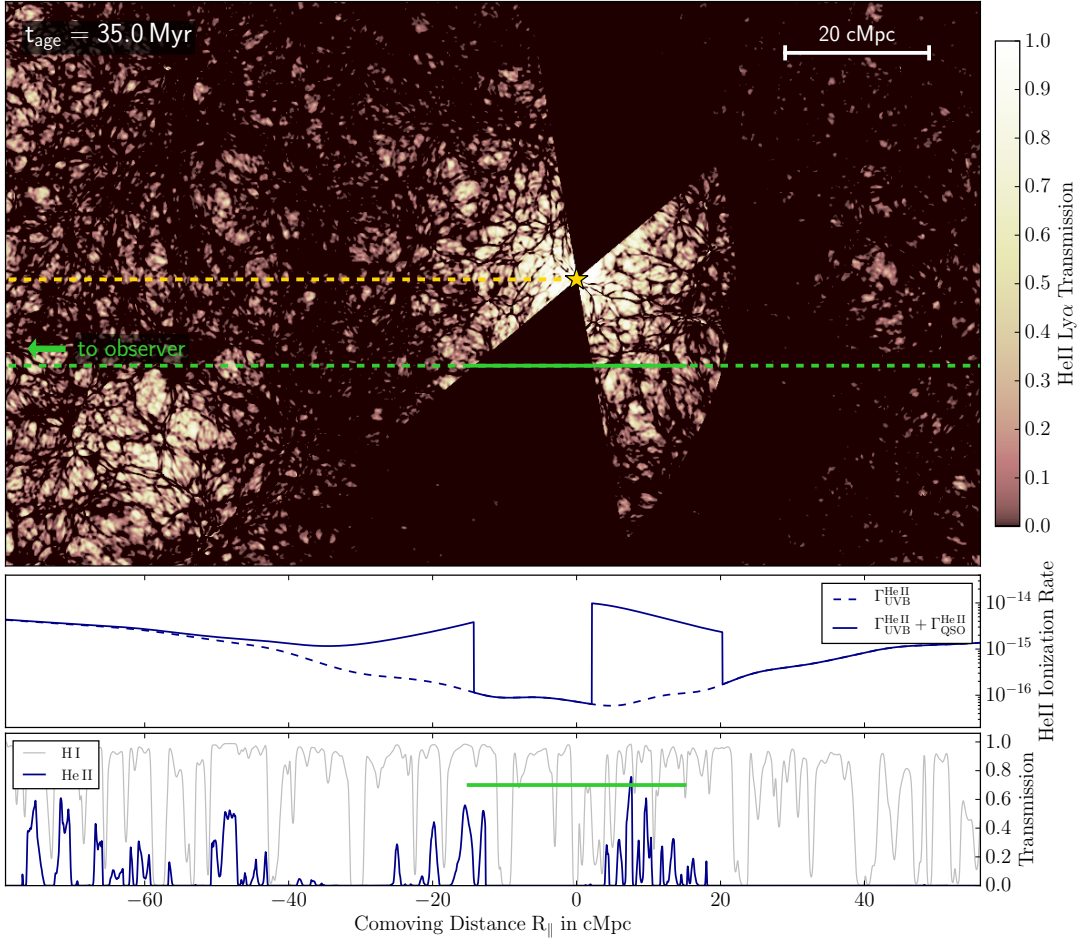 t_age = 35.0 Myr
20 cMpc
to observer
1.0
0.9
0.8
0.7
0.6
0.5
0.4
0.3
0.2
0.1
0.0
HeII Lyα Transmission
Γ_UVB^HeII
Γ_UVB^HeII + Γ_QSO^HeII
10^−14
10^−15
10^−16
HeII Ionization Rate
H I
He II
1.0
0.8
0.6
0.4
0.2
0.0
Transmission
−60 −40 −20 0 20 40
Comoving Distance R_∥ in cMpc